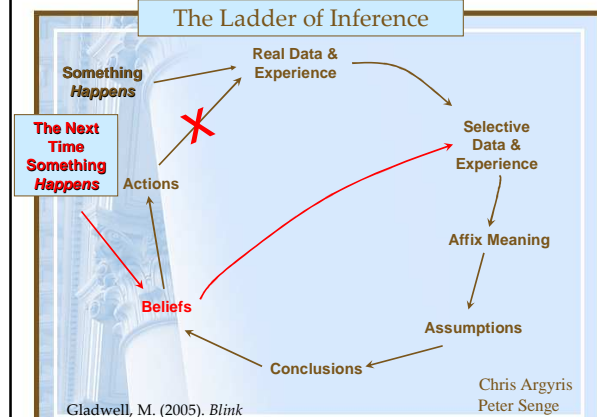 The Ladder of Inference
Something
Happens
Real Data &
Experience
The Next
Time
Something
Happens
Selective
Data &
Experience
Actions
Affix Meaning
Beliefs
Assumptions
Conclusions
Chris Argyris
Peter Senge
Gladwell, M. (2005). Blink